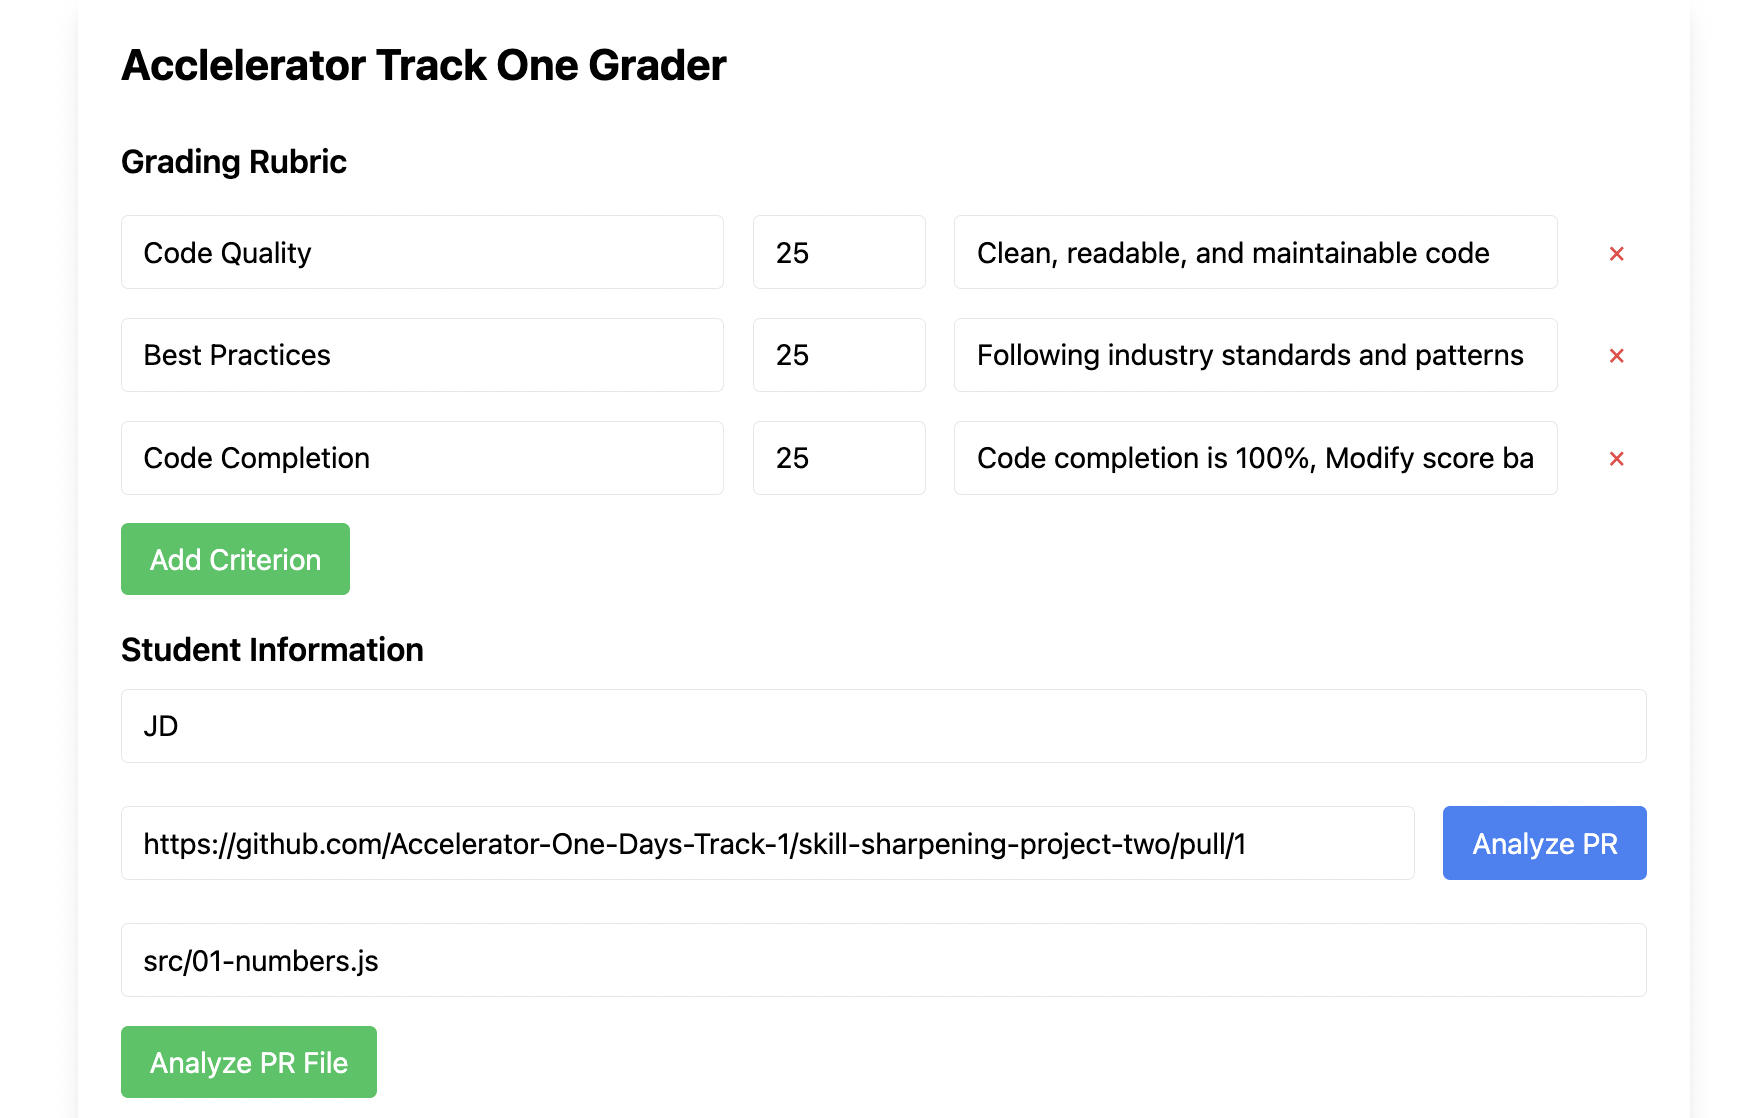 Acclelerator Track One Grader
Grading Rubric
Code Quality 25 Clean, readable, and maintainable code ×
Best Practices 25 Following industry standards and patterns ×
Code Completion 25 Code completion is 100%, Modify score ba ×
Add Criterion
Student Information
JD
https://github.com/Accelerator-One-Days-Track-1/skill-sharpening-project-two/pull/1 Analyze PR
src/01-numbers.js
Analyze PR File